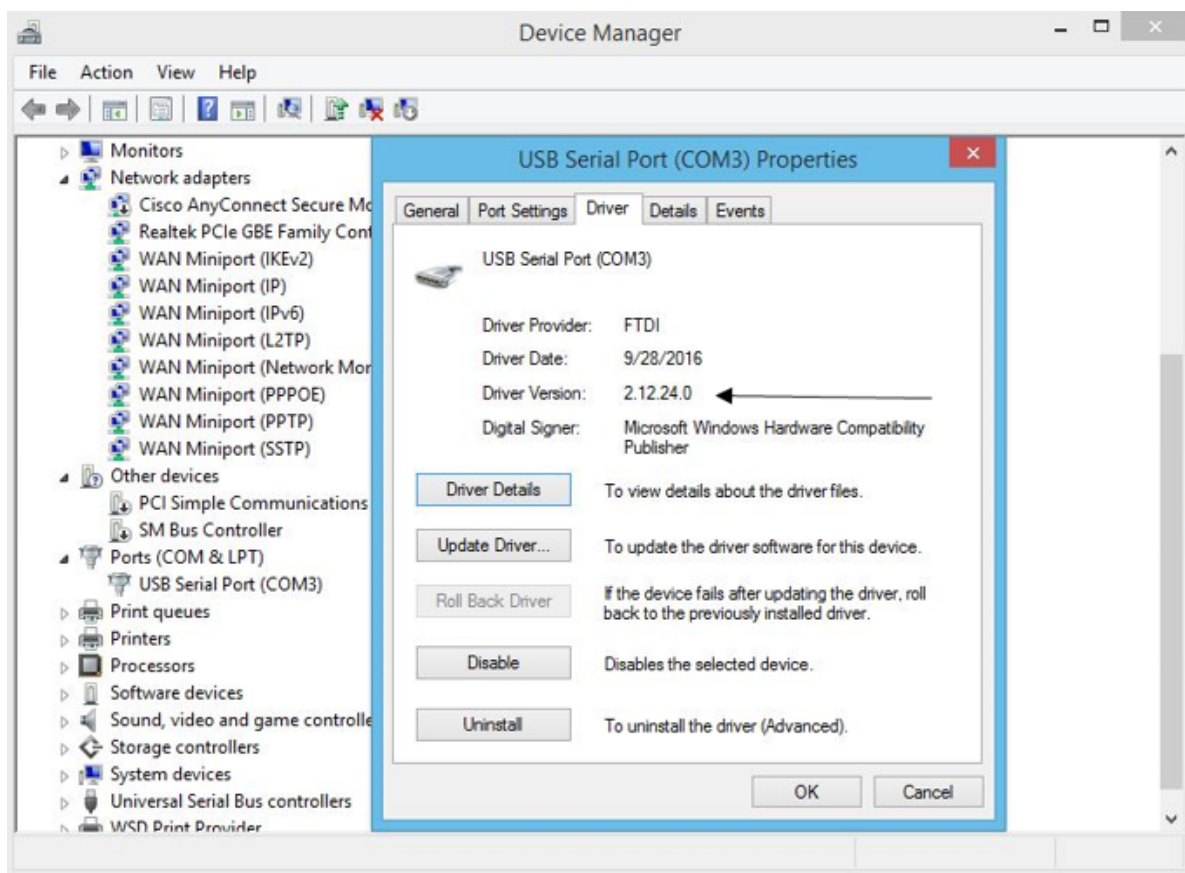 Device Manager
File Action View Help
Monitors
Network adapters
Cisco AnyConnect Secure Mo
Realtek PCIe GBE Family Cont
WAN Miniport (IKEv2)
WAN Miniport (IP)
WAN Miniport (IPv6)
WAN Miniport (L2TP)
WAN Miniport (Network Mor
WAN Miniport (PPPOE)
WAN Miniport (PPTP)
WAN Miniport (SSTP)
Other devices
PCI Simple Communications
SM Bus Controller
Ports (COM & LPT)
USB Serial Port (COM3)
Print queues
Printers
Processors
Software devices
Sound, video and game controlle
Storage controllers
System devices
Universal Serial Bus controllers
WSD Print Provider
USB Serial Port (COM3) Properties
General Port Settings Driver Details Events
USB Serial Port (COM3)
Driver Provider: FTDI
Driver Date: 9/28/2016
Driver Version: 2.12.24.0
Digital Signer: Microsoft Windows Hardware Compatibility
Publisher
Driver Details To view details about the driver files.
Update Driver... To update the driver software for this device.
Roll Back Driver If the device fails after updating the driver, roll
back to the previously installed driver.
Disable Disables the selected device.
Uninstall To uninstall the driver (Advanced).
OK Cancel